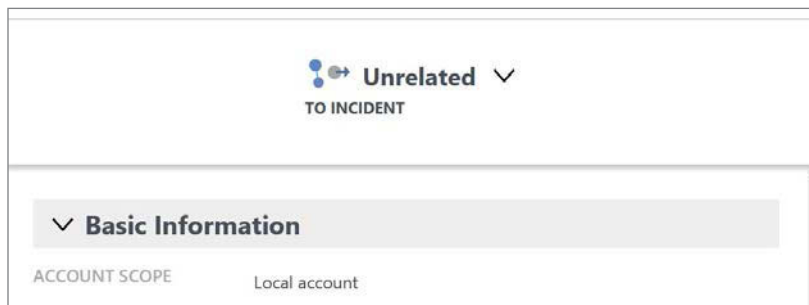 Unrelated
TO INCIDENT
Basic Information
ACCOUNT SCOPE Local account